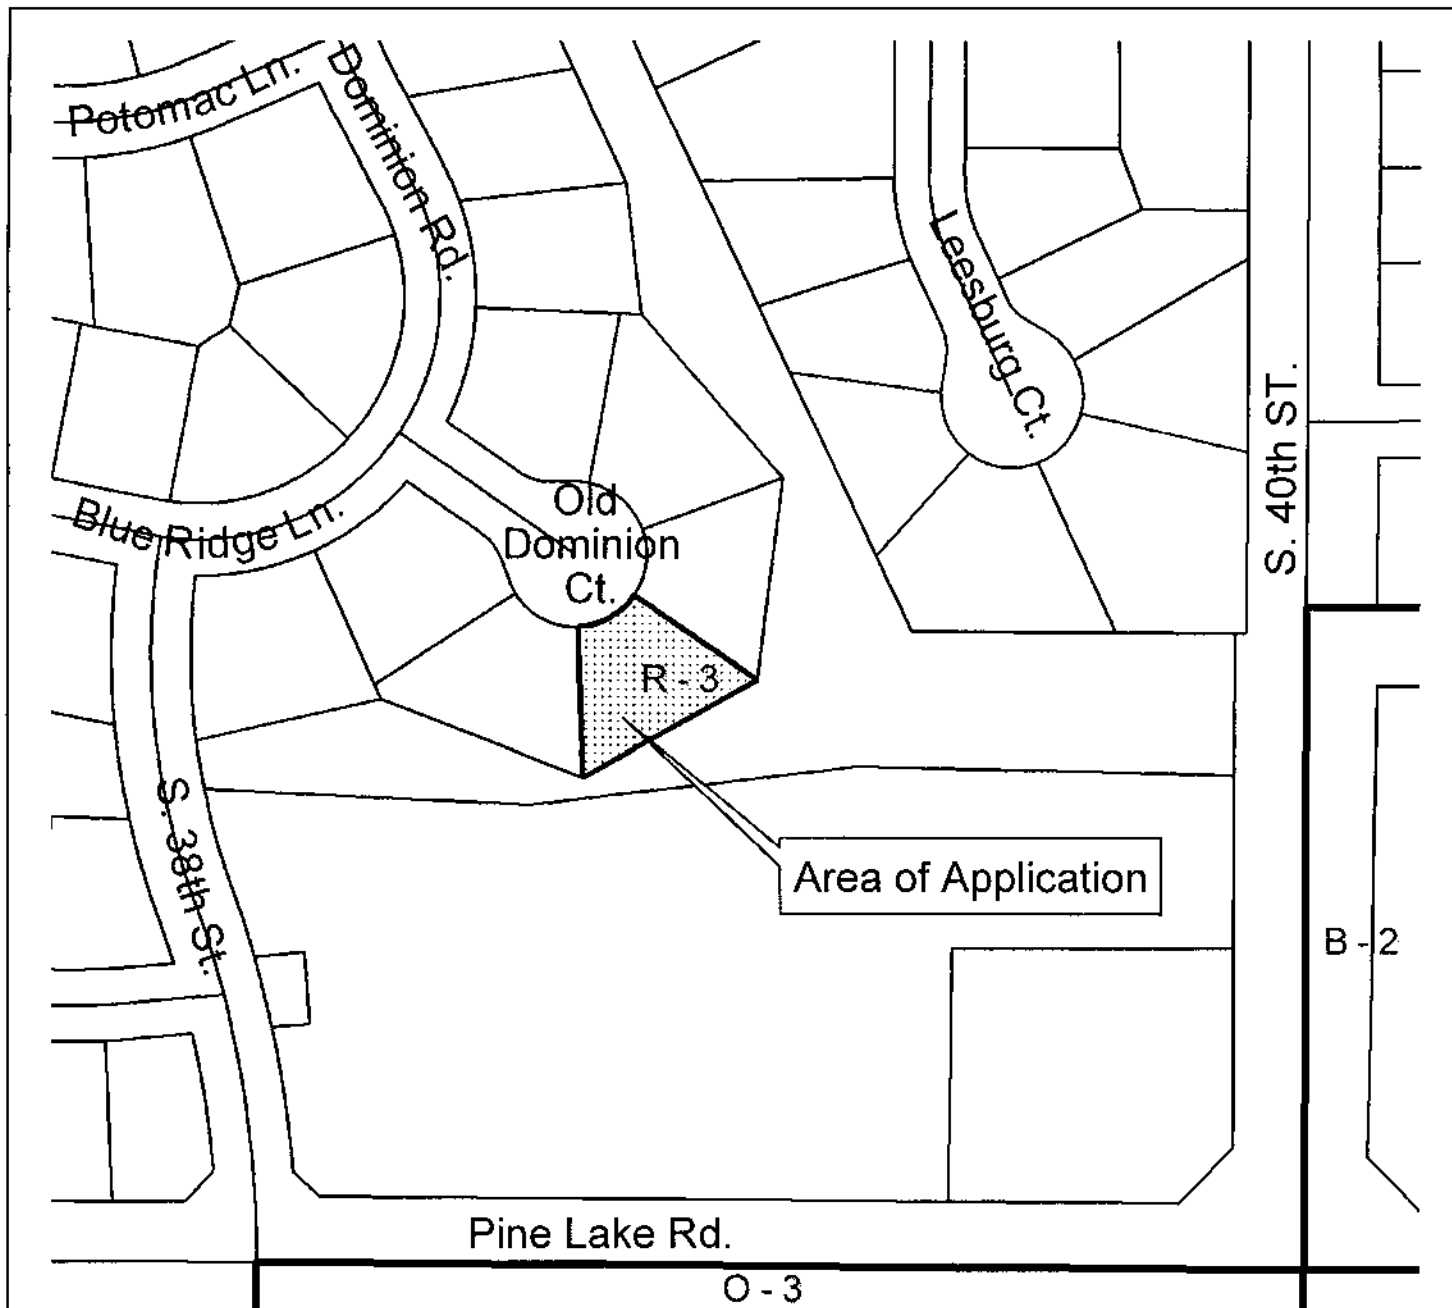 Potomac Ln.
Dominion Rd.
Leesburg Ct.
S. 40th ST.
Blue Ridge Ln.
Old
Dominion
Ct.
R - 3
S. 38th St.
Area of Application
B - 2
Pine Lake Rd.
O - 3